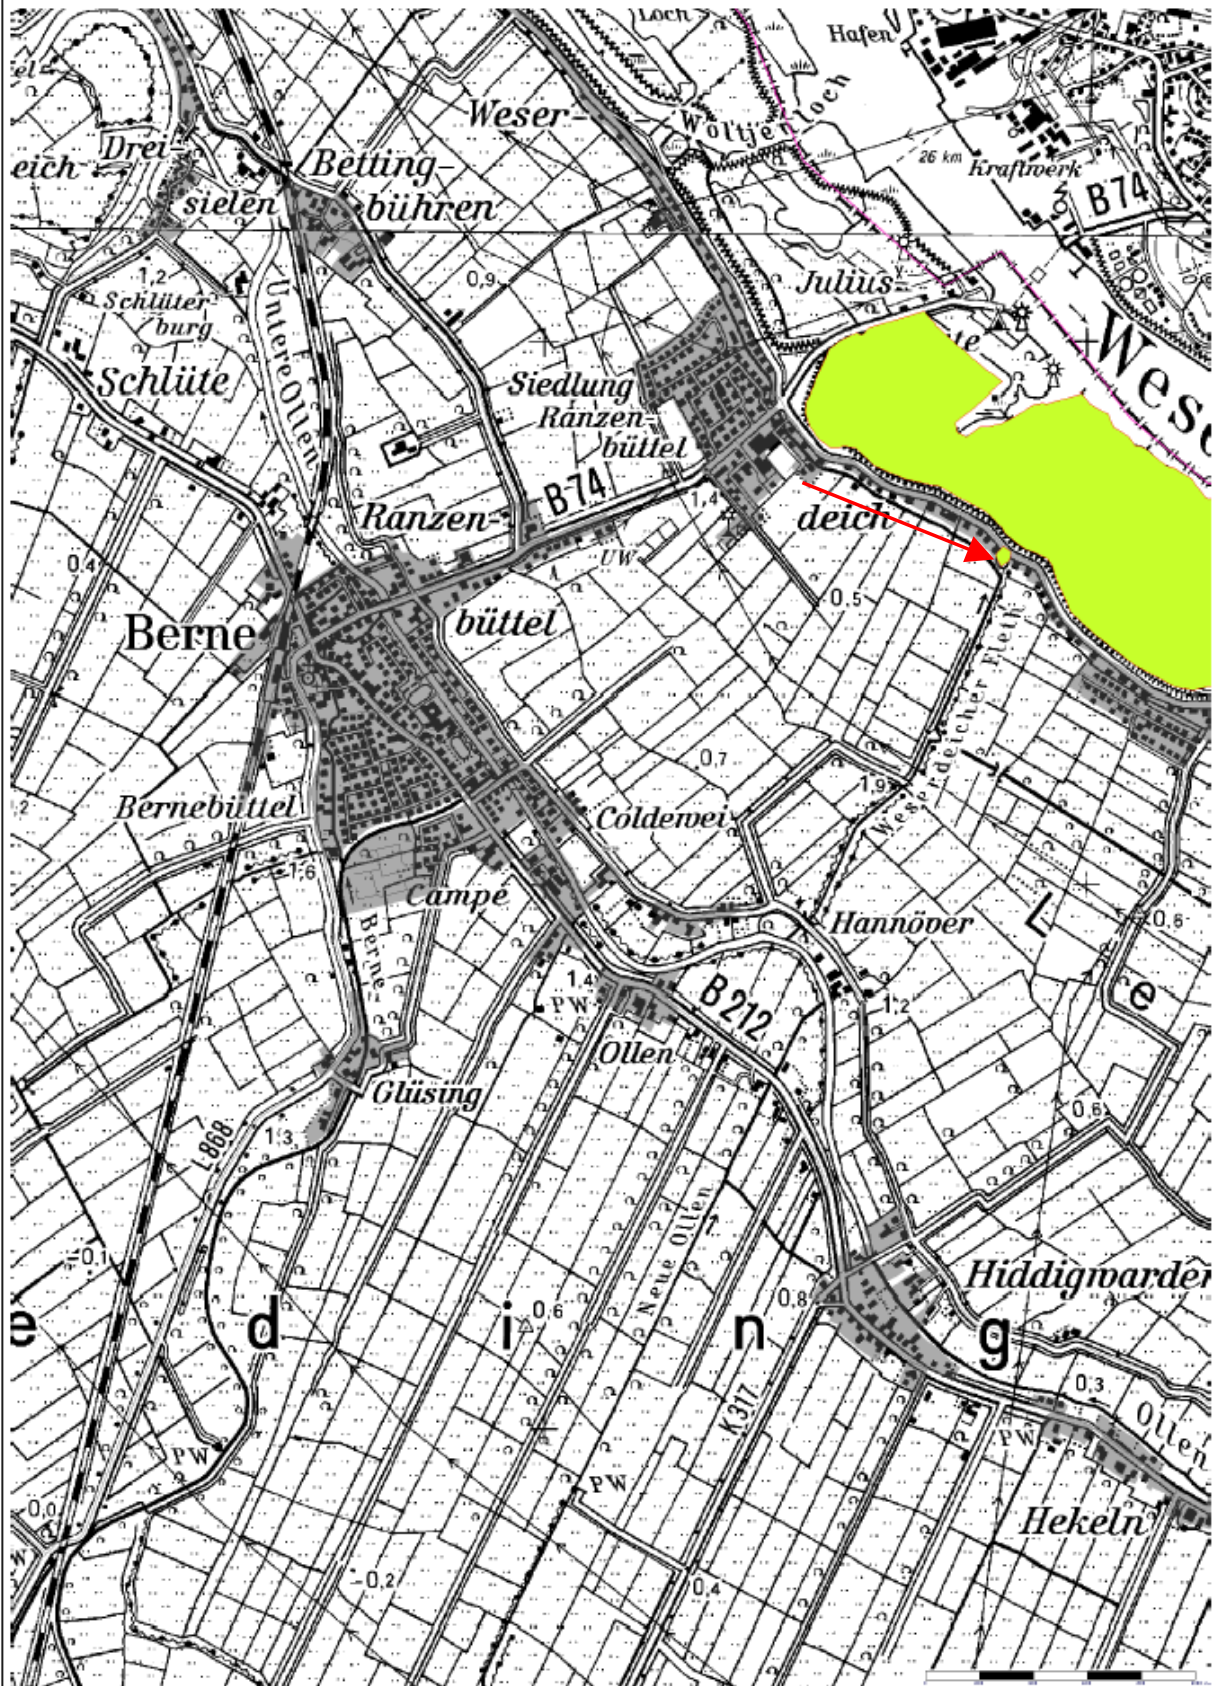 Loch
Hafen
Weser-
Woltjer Loch
26 km
Kraftwerk
B74
Drei-
sielen
eich
Betting-
bühren
1,2
Schlüter
burg
0,9
Julius-
te
Wese
Untere Ollen
Schlüte
Siedlung
Ranzen-
büttel
B 74
1,4
Ranzen-
büttel
UW
deich
0,4
0,5
Berne
Weserdeicher Fleth
0,7
1,9
Bernebüttel
Coldewei
1,6
Campe
Berne
Hannöver
L
0,6
e
1,4
PW
B 212
1,2
Ollen
Glüsing
0,6
L 868
1,3
Neue Ollen
-0,1
Hiddigwarder
0,8
e
d
i
0,6
n
g
K 317
0,3
Ollen
PW
PW
PW
0,0
Hekeln
W
-0,2
0,4